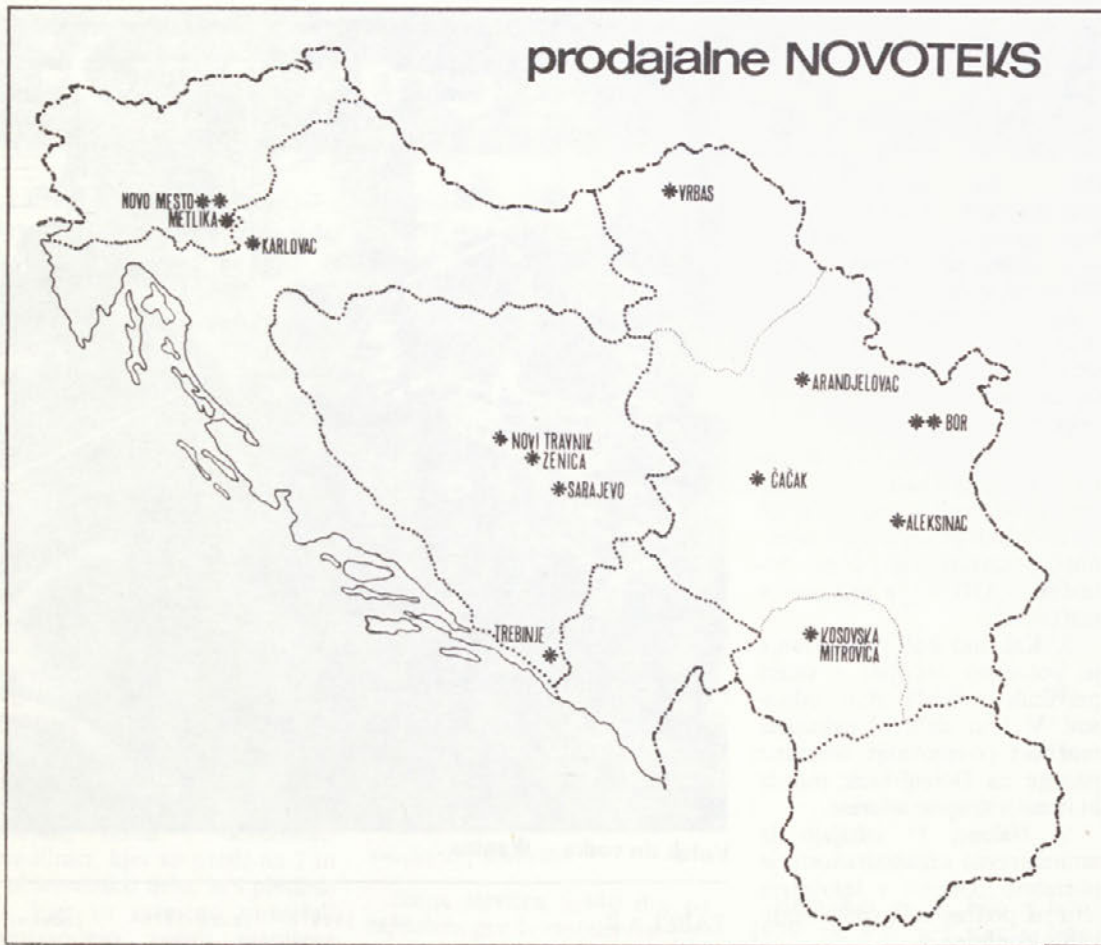 prodajalne NOVOTEKS
NOVO MESTO
METLIKA
KARLOVAC
VRBAS
ARANDJELOVAC
BOR
NOVI TRAVNIK
ZENICA
SARAJEVO
ČAČAK
ALEKSINAC
TREBINJE
KOSOVSKA
MITROVICA